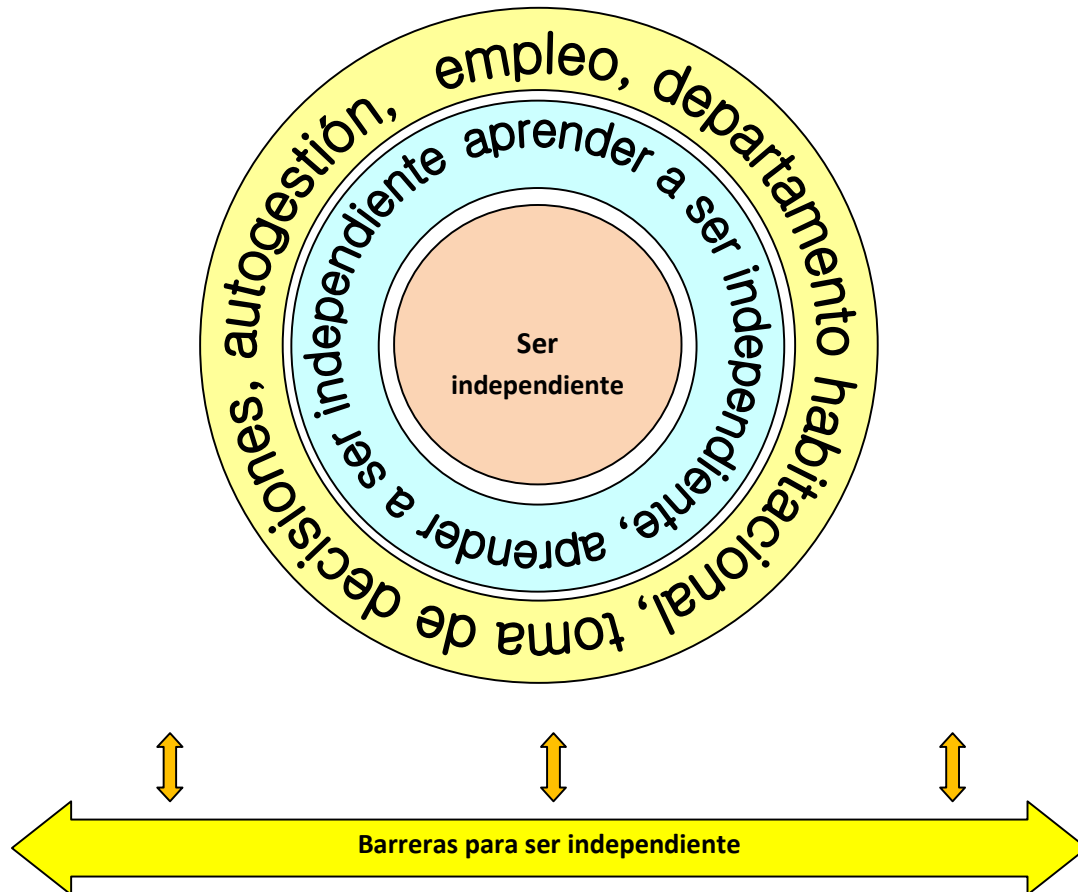 empleo, departamento habitacional, toma de decisiones, autogestión,
aprender a ser independiente, aprender a ser independiente
Ser
independiente
Barreras para ser independiente